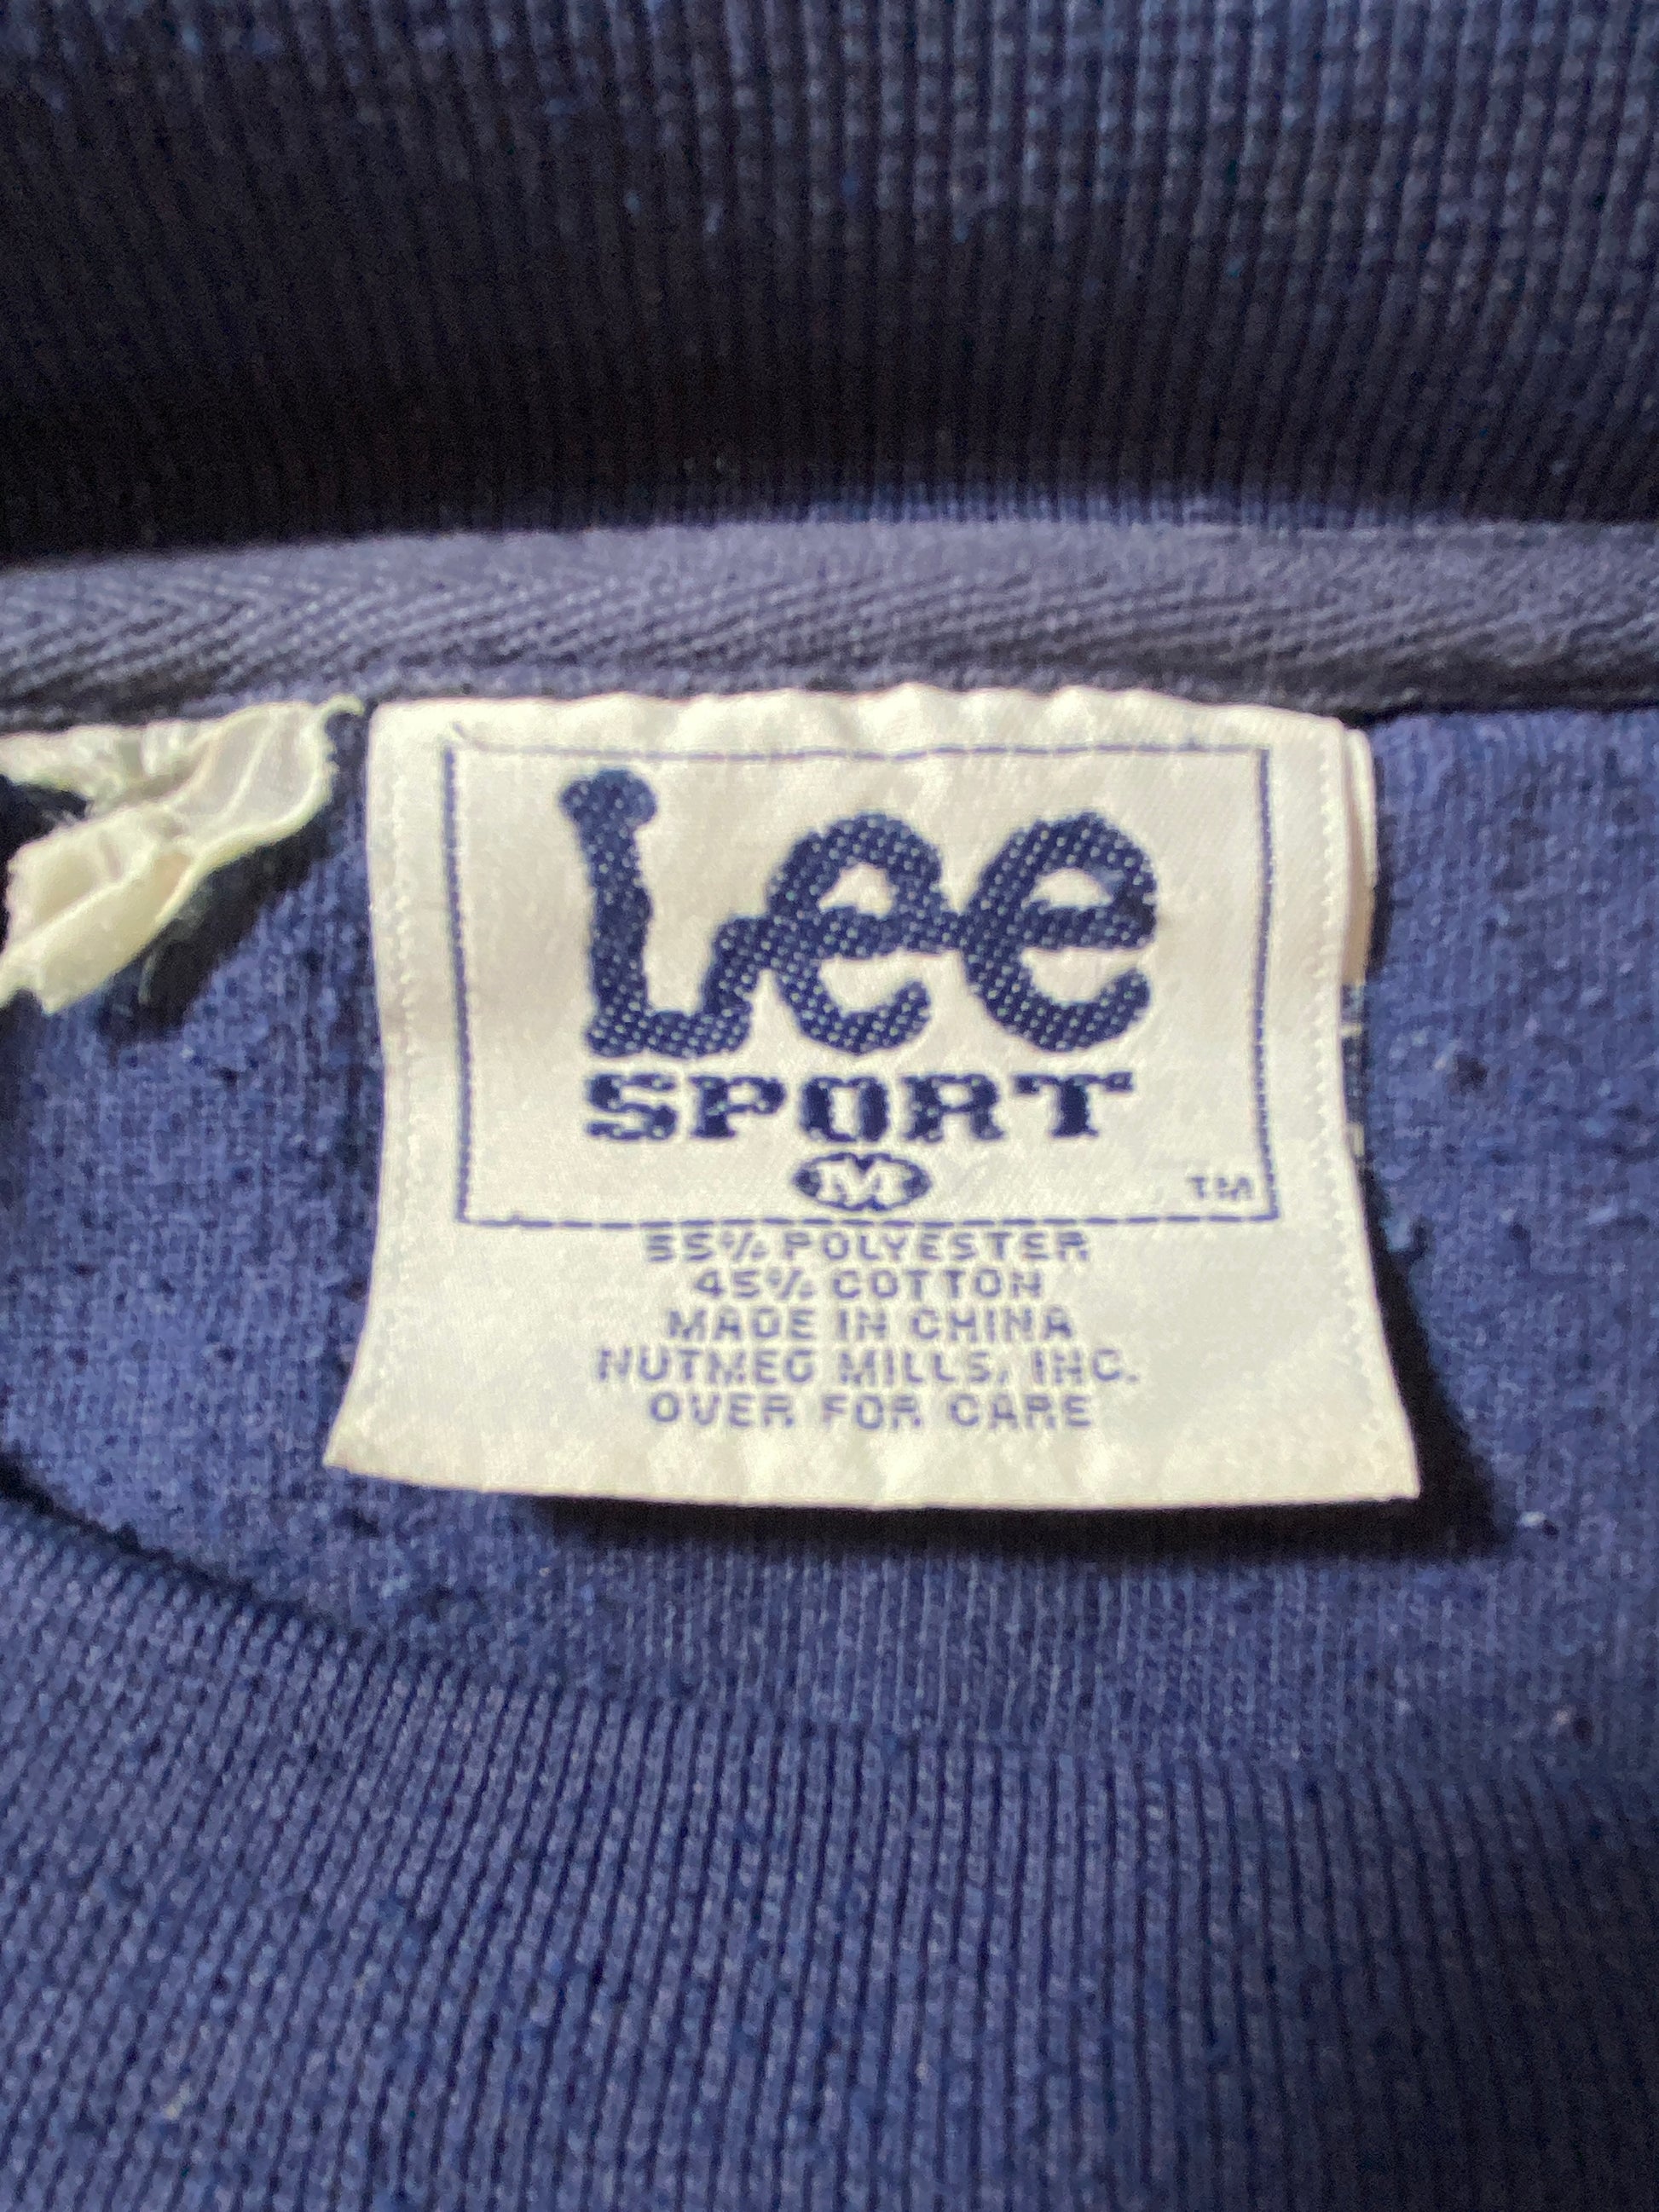 Lee
SPORT
M
TM
55% POLYESTER
45% COTTON
MADE IN CHINA
NUTMEG MILLS, INC.
OVER FOR CARE